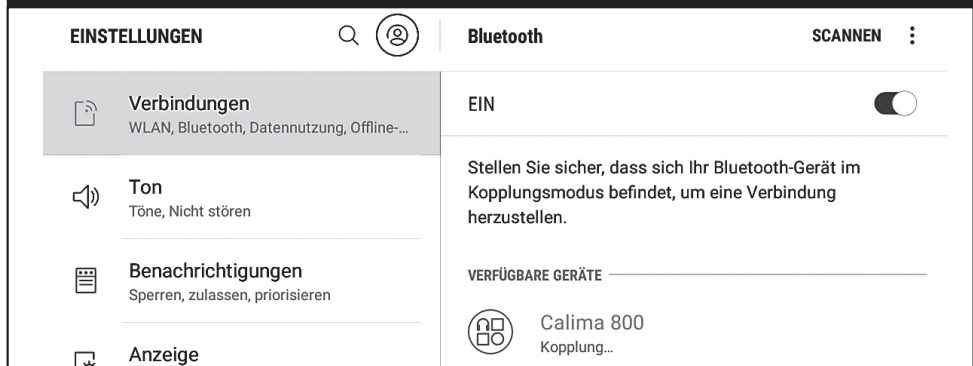 EINSTELLUNGEN
Verbindungen
WLAN, Bluetooth, Datennutzung, Offline-...
Ton
Töne, Nicht stören
Benachrichtigungen
Sperren, zulassen, priorisieren
Anzeige
Bluetooth
SCANNEN
EIN
Stellen Sie sicher, dass sich Ihr Bluetooth-Gerät im
Kopplungsmodus befindet, um eine Verbindung
herzustellen.
VERFÜGBARE GERÄTE
Calima 800
Kopplung...